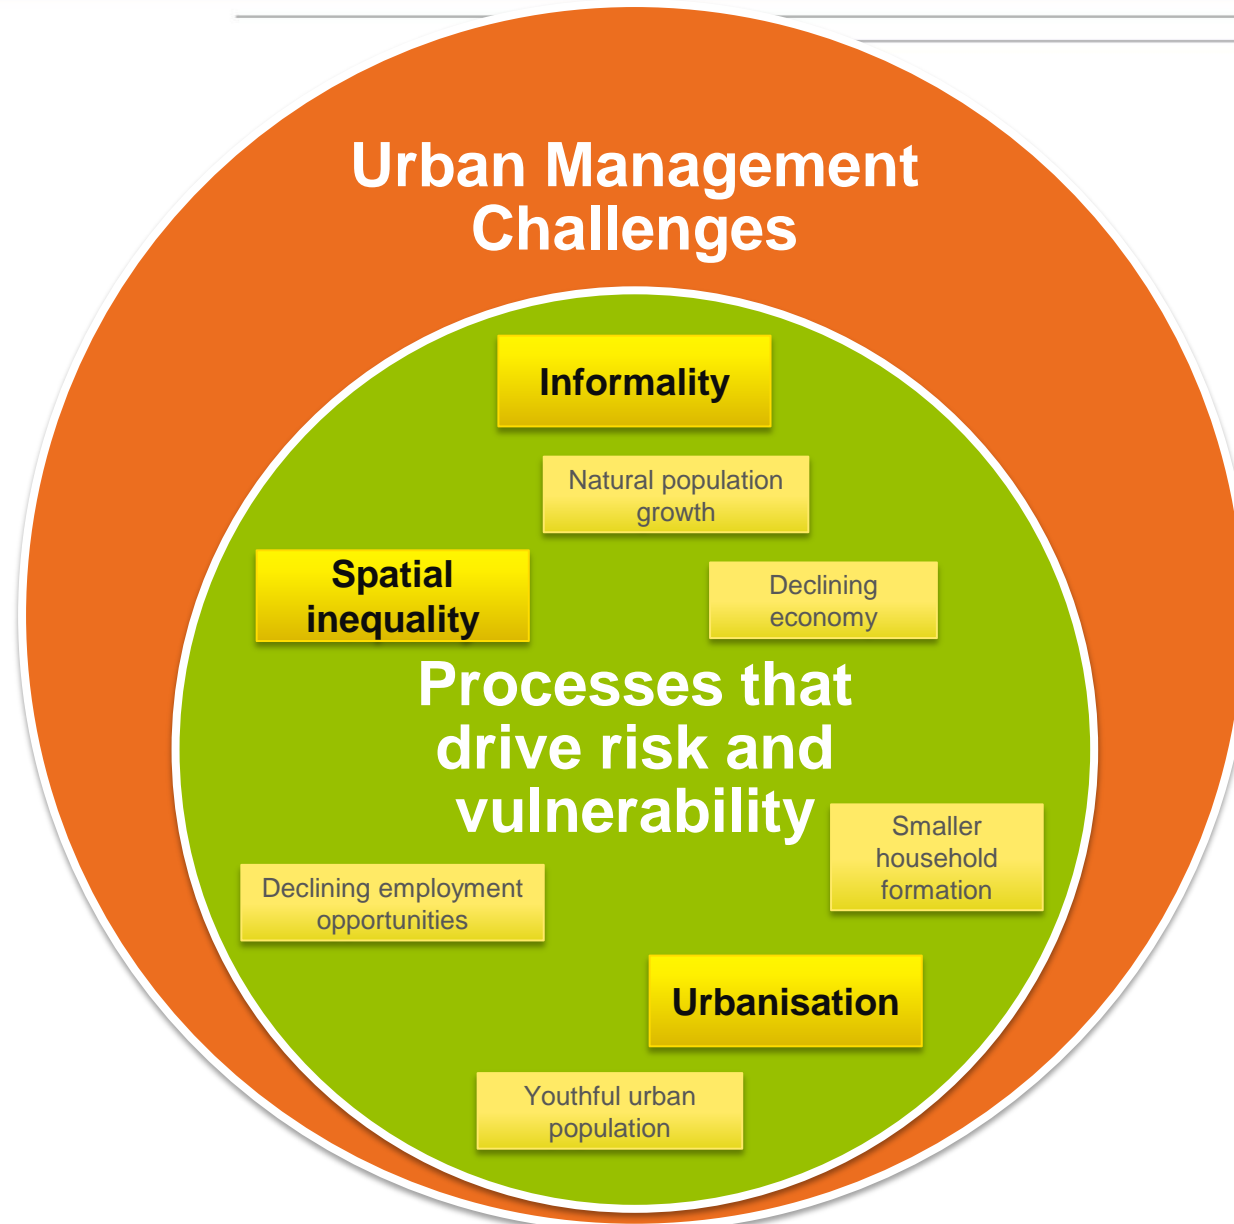 Urban Management
Challenges
Informality
Natural population
growth
Spatial
inequality
Declining
economy
Processes that
drive risk and
vulnerability
Smaller
household
formation
Declining employment
opportunities
Urbanisation
Youthful urban
population